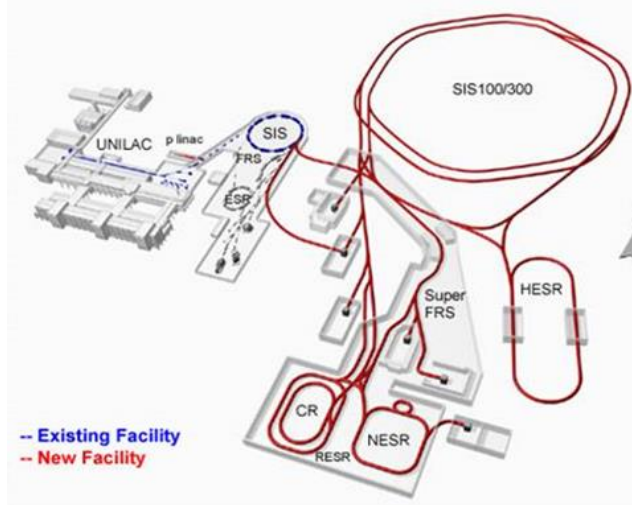 SIS100/300
p linac
SIS
UNILAC
FRS
ESR
HESR
Super
FRS
CR
NESR
RESR
-- Existing Facility
-- New Facility